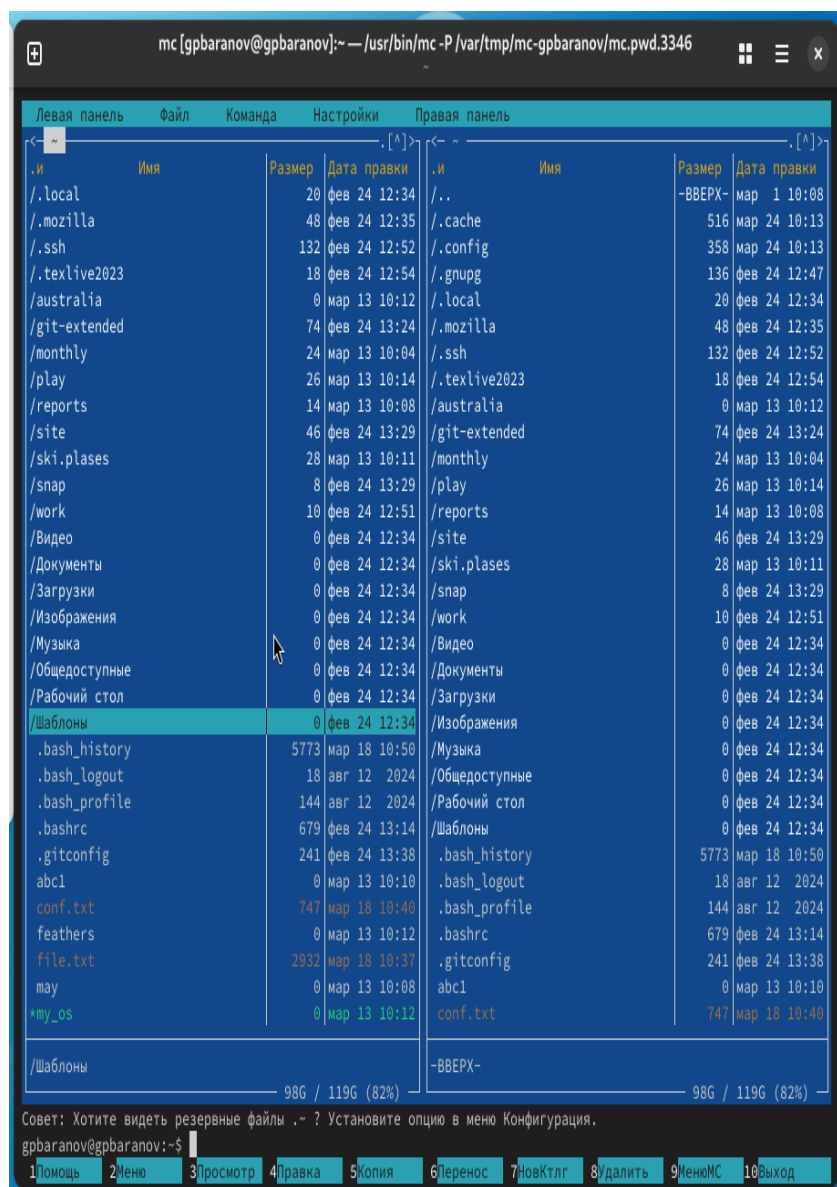 mc [gpbaranov@gpbaranov]:~ — /usr/bin/mc -P /var/tmp/mc-gpbaranov/mc.pwd.3346
~
Левая панель Файл Команда Настройки Правая панель
<- ~ .[^]>
.и Имя Размер Дата правки
/.local 20 фев 24 12:34
/.mozilla 48 фев 24 12:35
/.ssh 132 фев 24 12:52
/.texlive2023 18 фев 24 12:54
/australia 0 мар 13 10:12
/git-extended 74 фев 24 13:24
/monthly 24 мар 13 10:04
/play 26 мар 13 10:14
/reports 14 мар 13 10:08
/site 46 фев 24 13:29
/ski.plases 28 мар 13 10:11
/snap 8 фев 24 13:29
/work 10 фев 24 12:51
/Видео 0 фев 24 12:34
/Документы 0 фев 24 12:34
/Загрузки 0 фев 24 12:34
/Изображения 0 фев 24 12:34
/Музыка 0 фев 24 12:34
/Общедоступные 0 фев 24 12:34
/Рабочий стол 0 фев 24 12:34
/Шаблоны 0 фев 24 12:34
.bash_history 5773 мар 18 10:50
.bash_logout 18 авг 12 2024
.bash_profile 144 авг 12 2024
.bashrc 679 фев 24 13:14
.gitconfig 241 фев 24 13:38
abc1 0 мар 13 10:10
conf.txt 747 мар 18 10:40
feathers 0 мар 13 10:12
file.txt 2932 мар 18 10:37
may 0 мар 13 10:08
*my_os 0 мар 13 10:12
/Шаблоны
98G / 119G (82%)
<- ~ .[^]>
.и Имя Размер Дата правки
/.. -ВВЕРХ- мар 1 10:08
/.cache 516 мар 24 10:13
/.config 358 мар 24 10:13
/.gnupg 136 фев 24 12:47
/.local 20 фев 24 12:34
/.mozilla 48 фев 24 12:35
/.ssh 132 фев 24 12:52
/.texlive2023 18 фев 24 12:54
/australia 0 мар 13 10:12
/git-extended 74 фев 24 13:24
/monthly 24 мар 13 10:04
/play 26 мар 13 10:14
/reports 14 мар 13 10:08
/site 46 фев 24 13:29
/ski.plases 28 мар 13 10:11
/snap 8 фев 24 13:29
/work 10 фев 24 12:51
/Видео 0 фев 24 12:34
/Документы 0 фев 24 12:34
/Загрузки 0 фев 24 12:34
/Изображения 0 фев 24 12:34
/Музыка 0 фев 24 12:34
/Общедоступные 0 фев 24 12:34
/Рабочий стол 0 фев 24 12:34
/Шаблоны 0 фев 24 12:34
.bash_history 5773 мар 18 10:50
.bash_logout 18 авг 12 2024
.bash_profile 144 авг 12 2024
.bashrc 679 фев 24 13:14
.gitconfig 241 фев 24 13:38
abc1 0 мар 13 10:10
conf.txt 747 мар 18 10:40
-ВВЕРХ-
98G / 119G (82%)
Совет: Хотите видеть резервные файлы .~ ? Установите опцию в меню Конфигурация.
gpbaranov@gpbaranov:~$
1Помощь 2Меню 3Просмотр 4Правка 5Копия 6Перенос 7НовКтлг 8Удалить 9МенюMC 10Выход